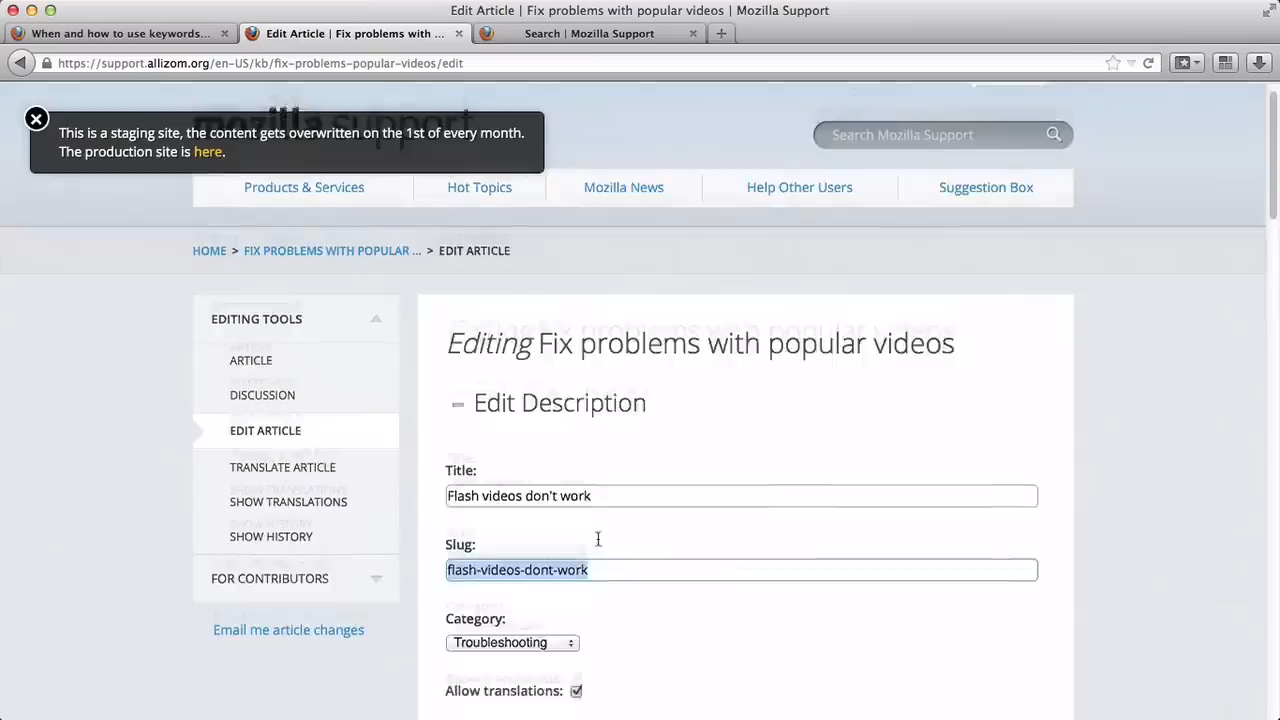 Edit Article | Fix problems with popular videos | Mozilla Support
When and how to use keywords...
Edit Article | Fix problems with ...
Search | Mozilla Support
https://support.allizom.org/en-US/kb/fix-problems-popular-videos/edit
mozilla support
This is a staging site, the content gets overwritten on the 1st of every month.
The production site is here.
Search Mozilla Support
Products & Services
Hot Topics
Mozilla News
Help Other Users
Suggestion Box
HOME > FIX PROBLEMS WITH POPULAR ... > EDIT ARTICLE
EDITING TOOLS
ARTICLE
DISCUSSION
EDIT ARTICLE
TRANSLATE ARTICLE
SHOW TRANSLATIONS
SHOW HISTORY
FOR CONTRIBUTORS
Email me article changes
Editing Fix problems with popular videos
Edit Description
Title:
Flash videos don't work
Slug:
flash-videos-dont-work
Category:
Troubleshooting
Allow translations: